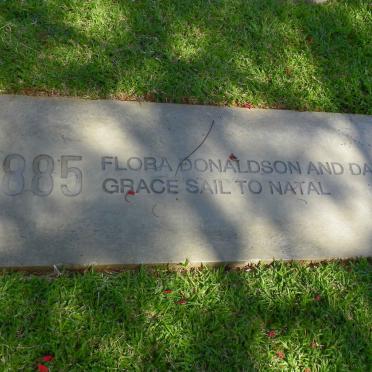 885 FLORA DONALDSON AND DA
GRACE SAIL TO NATAL